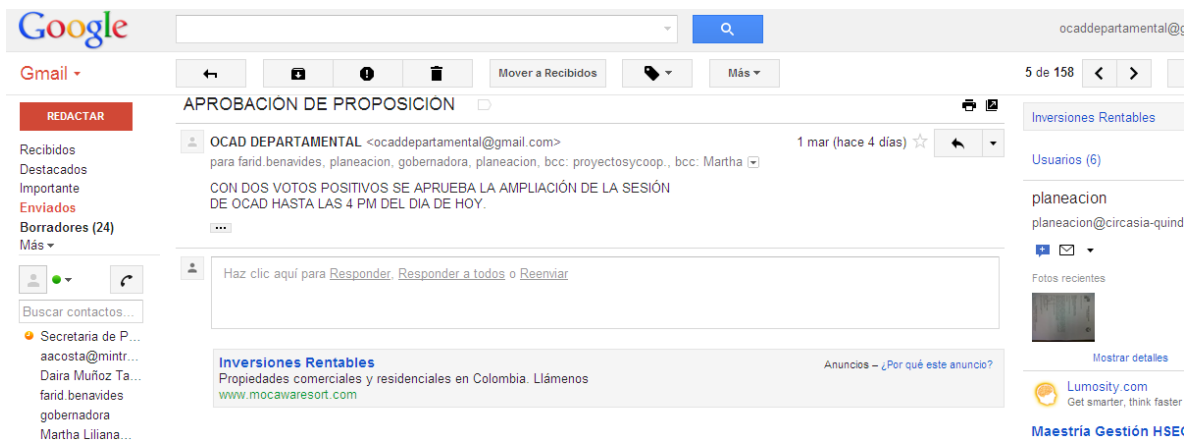 Google
ocaddepartamental@g
Gmail
Mover a Recibidos
Más
5 de 158
REDACTAR
Recibidos
Destacados
Importante
Enviados
Borradores (24)
Más
Buscar contactos...
Secretaria de P...
aacosta@mintr...
Daira Muñoz Ta...
farid.benavides
gobernadora
Martha Liliana...
APROBACIÓN DE PROPOSICIÓN
OCAD DEPARTAMENTAL <ocaddepartamental@gmail.com>
1 mar (hace 4 días)
para farid.benavides, planeacion, gobernadora, planeacion, bcc: proyectosycoop., bcc: Martha
CON DOS VOTOS POSITIVOS SE APRUEBA LA AMPLIACIÓN DE LA SESIÓN
DE OCAD HASTA LAS 4 PM DEL DIA DE HOY.
Haz clic aquí para Responder, Responder a todos o Reenviar
Inversiones Rentables
Anuncios – ¿Por qué este anuncio?
Propiedades comerciales y residenciales en Colombia. Llámenos
www.mocawaresort.com
Inversiones Rentables
Usuarios (6)
planeacion
planeacion@circasia-quind
Fotos recientes
Mostrar detalles
Lumosity.com
Get smarter, think faster
Maestría Gestión HSEC